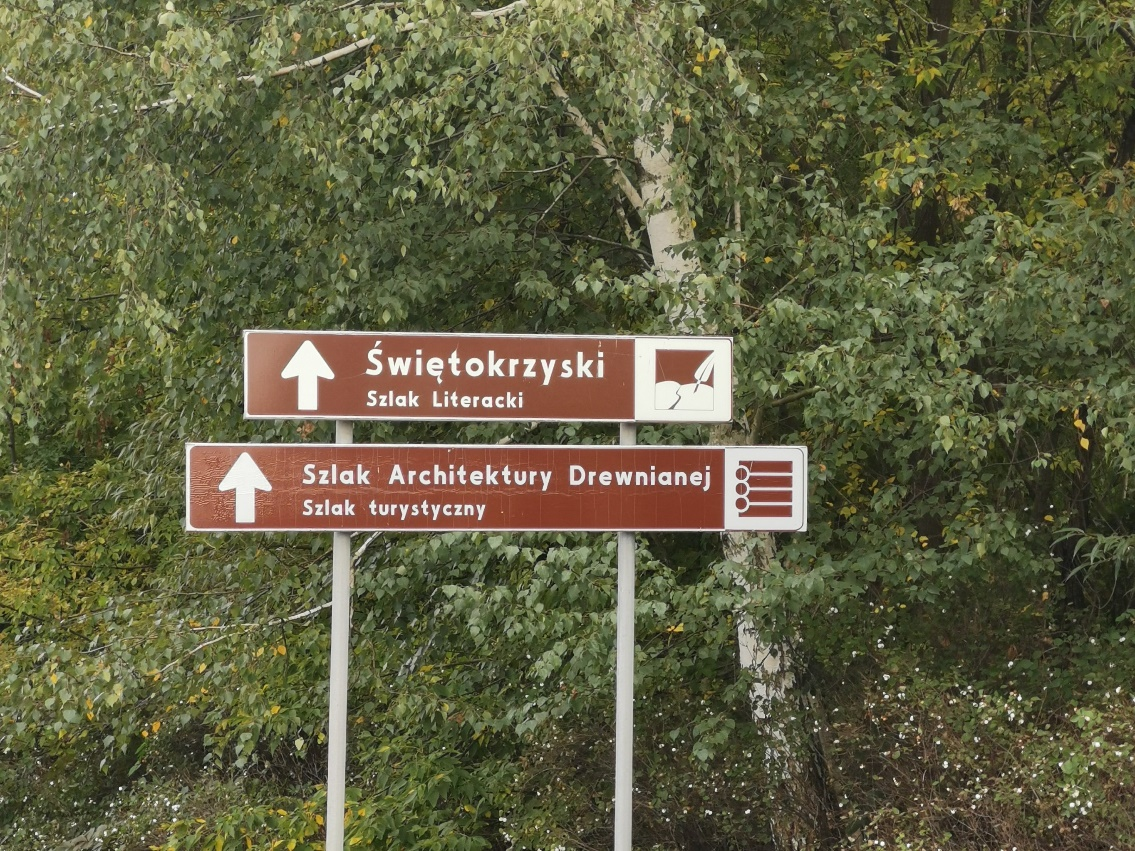 Świętokrzyski
Szlak Literacki
Szlak Architektury Drewnianej
Szlak turystyczny